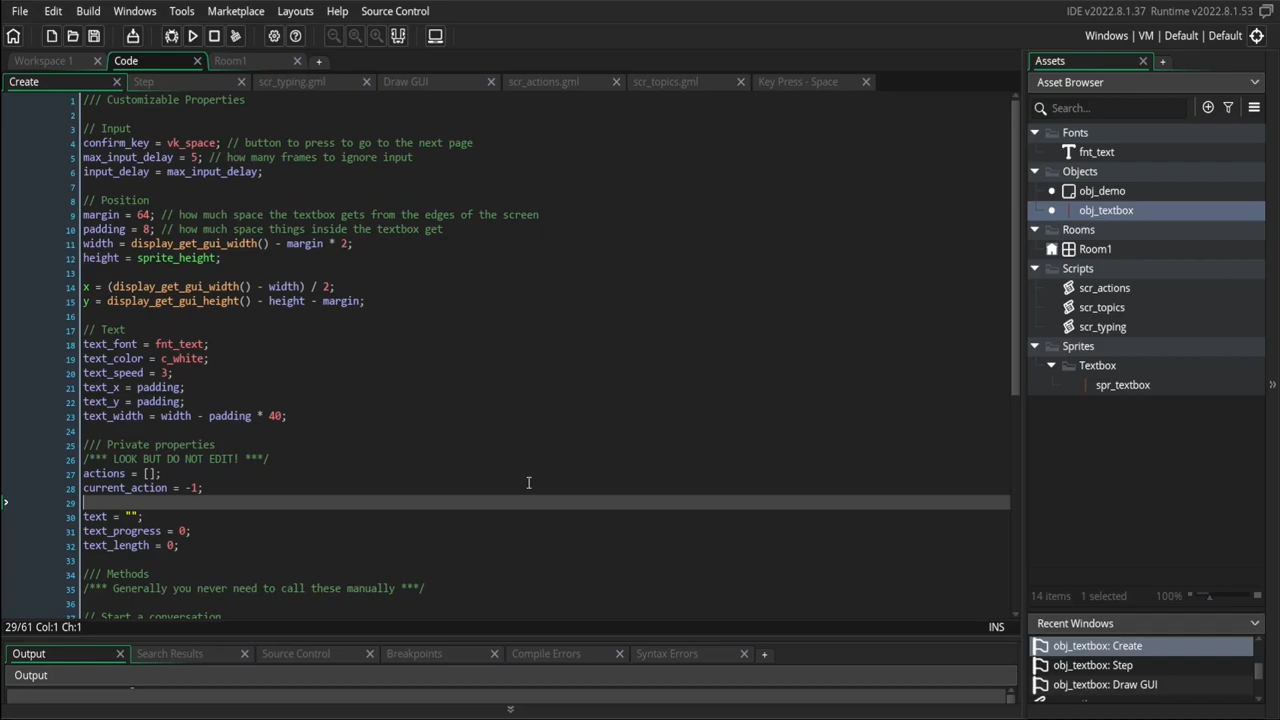 File Edit Build Windows Tools Marketplace Layouts Help Source Control
IDE v2022.8.1.37 Runtime v2022.8.1.53
Windows | VM | Default | Default
Workspace 1 Code Room1
Create Step scr_typing.gml Draw GUI scr_actions.gml scr_topics.gml Key Press - Space
1 /// Customizable Properties
2
3 // Input
4 confirm_key = vk_space; // button to press to go to the next page
5 max_input_delay = 5; // how many frames to ignore input
6 input_delay = max_input_delay;
7
8 // Position
9 margin = 64; // how much space the textbox gets from the edges of the screen
10 padding = 8; // how much space things inside the textbox get
11 width = display_get_gui_width() - margin * 2;
12 height = sprite_height;
13
14 x = (display_get_gui_width() - width) / 2;
15 y = display_get_gui_height() - height - margin;
16
17 // Text
18 text_font = fnt_text;
19 text_color = c_white;
20 text_speed = 3;
21 text_x = padding;
22 text_y = padding;
23 text_width = width - padding * 40;
24
25 /// Private properties
26 /*** LOOK BUT DO NOT EDIT! ***/
27 actions = [];
28 current_action = -1;
29
30 text = "";
31 text_progress = 0;
32 text_length = 0;
33
34 /// Methods
35 /*** Generally you never need to call these manually ***/
36
// Start a conversation
29/61 Col:1 Ch:1
INS
Output Search Results Source Control Breakpoints Compile Errors Syntax Errors
Output
Assets
Asset Browser
Search...
Fonts
fnt_text
Objects
obj_demo
obj_textbox
Rooms
Room1
Scripts
scr_actions
scr_topics
scr_typing
Sprites
Textbox
spr_textbox
14 items 1 selected 100%
Recent Windows
obj_textbox: Create
obj_textbox: Step
obj_textbox: Draw GUI